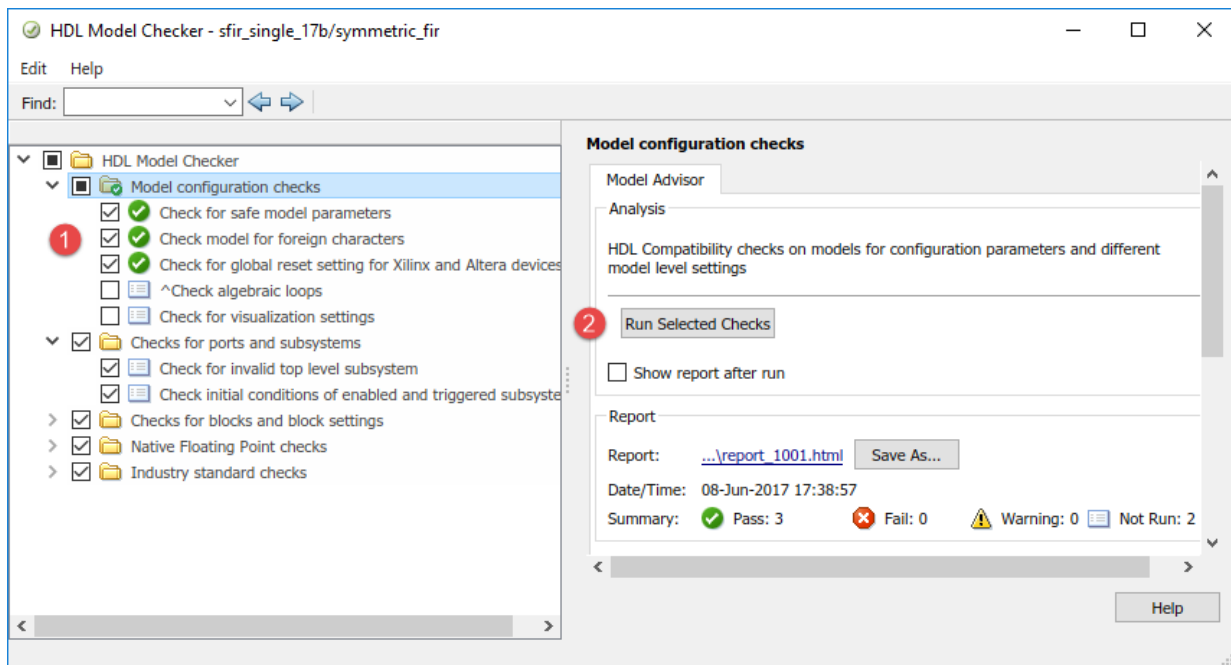 HDL Model Checker - sfir_single_17b/symmetric_fir
Edit Help
Find:
HDL Model Checker
Model configuration checks
Check for safe model parameters
1
Check model for foreign characters
Check for global reset setting for Xilinx and Altera devices
^Check algebraic loops
Check for visualization settings
Checks for ports and subsystems
Check for invalid top level subsystem
Check initial conditions of enabled and triggered subsyste
Checks for blocks and block settings
Native Floating Point checks
Industry standard checks
Model configuration checks
Model Advisor
Analysis
HDL Compatibility checks on models for configuration parameters and different
model level settings
2
Run Selected Checks
Show report after run
Report
Report: ...\report_1001.html Save As...
Date/Time: 08-Jun-2017 17:38:57
Summary: Pass: 3 Fail: 0 Warning: 0 Not Run: 2
Help